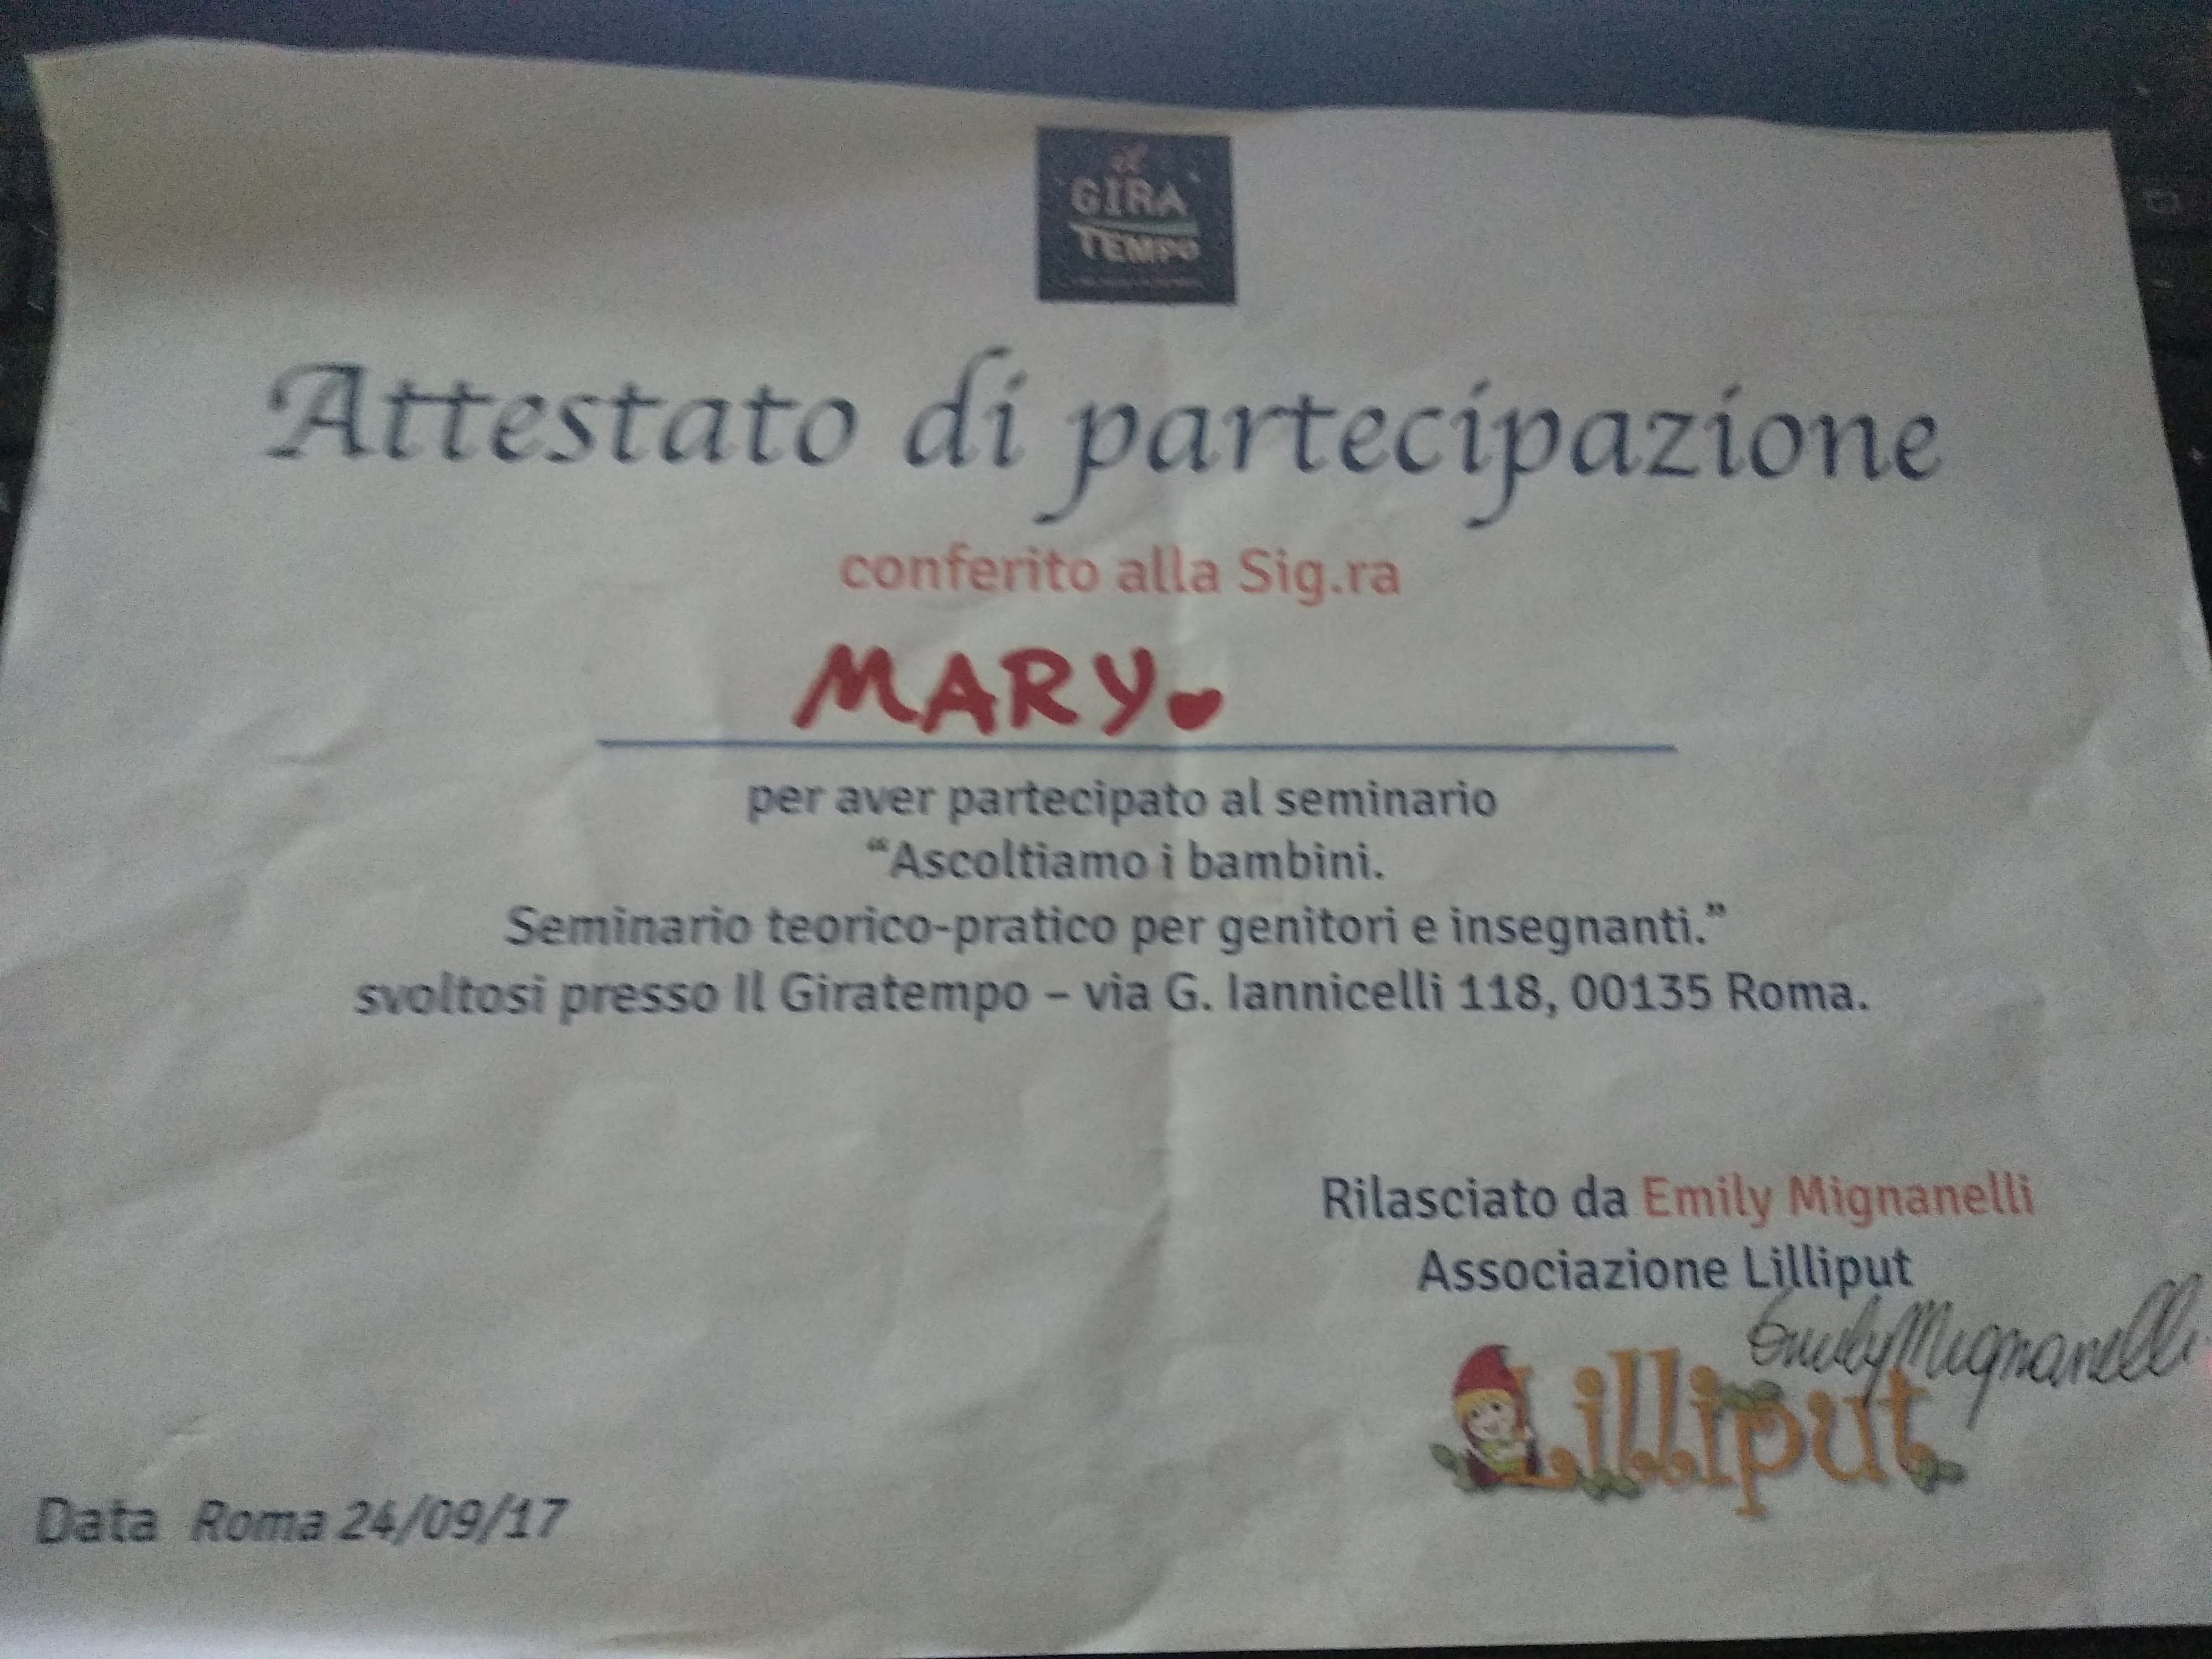 il
GIRA
TEMPO
Attestato di partecipazione
conferito alla Sig.ra
MARY
per aver partecipato al seminario
“Ascoltiamo i bambini.
Seminario teorico-pratico per genitori e insegnanti.”
svoltosi presso Il Giratempo – via G. Iannicelli 118, 00135 Roma.
Rilasciato da Emily Mignanelli
Associazione Lilliput
Emily Mignanelli
Lilliput
Data Roma 24/09/17